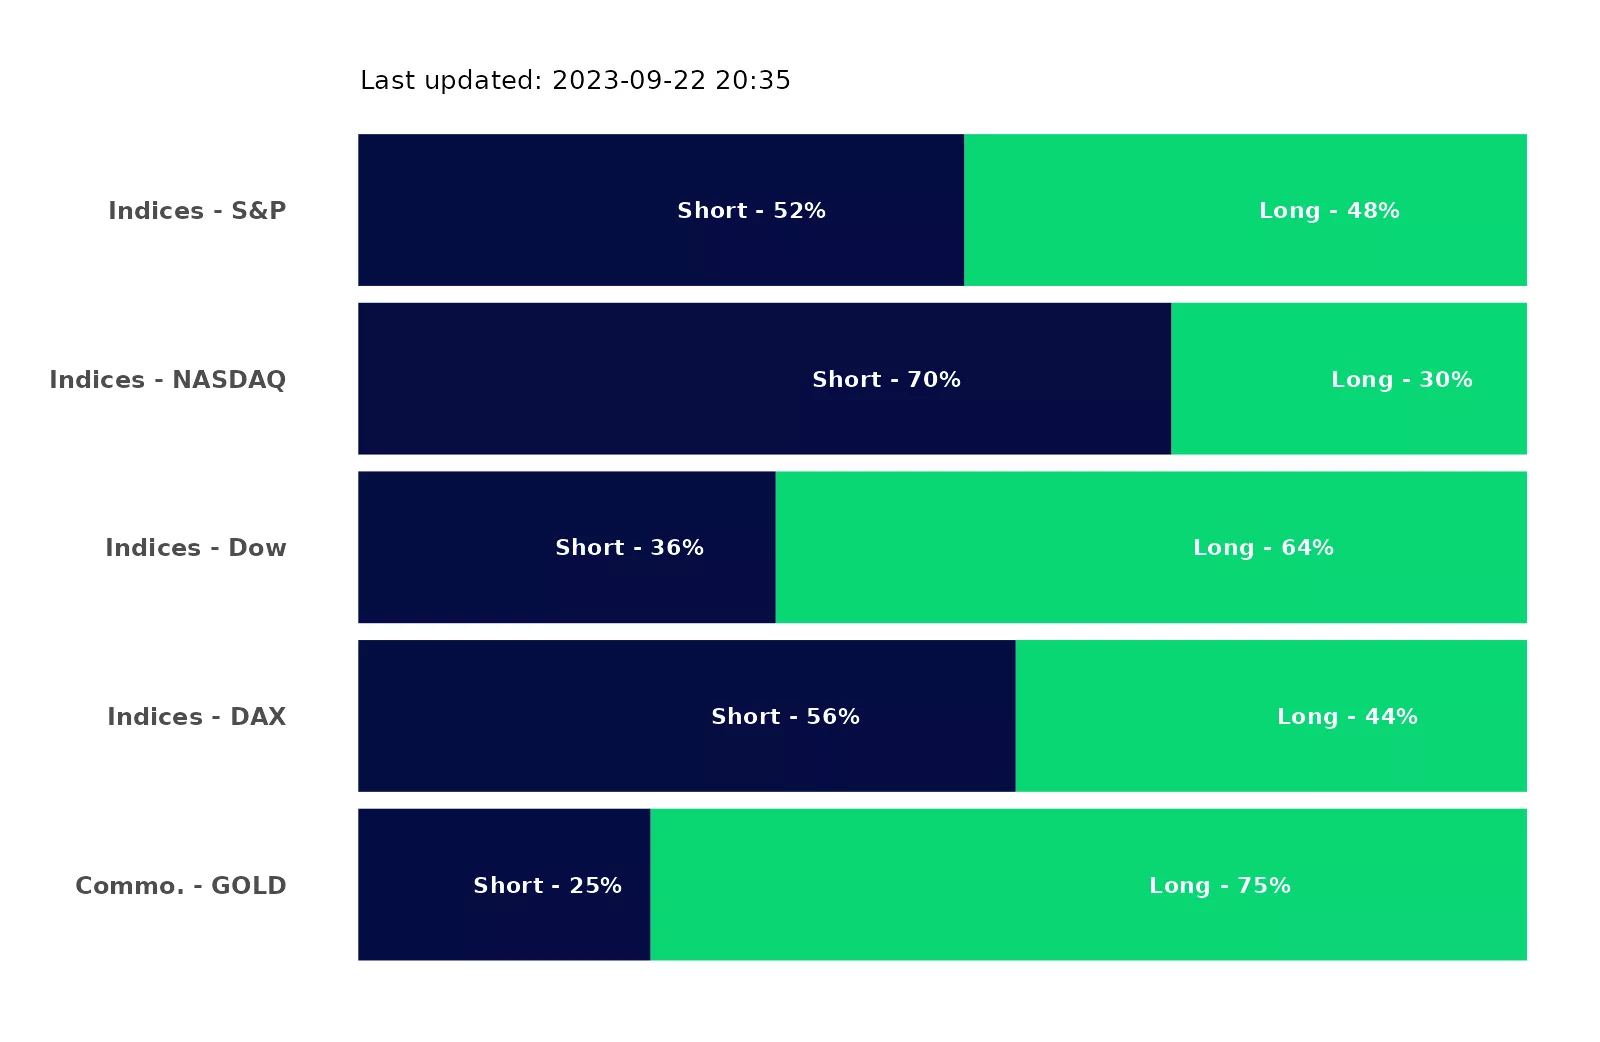 Last updated: 2023-09-22 20:35
Indices - S&P Short - 52% Long - 48%
Indices - NASDAQ Short - 70% Long - 30%
Indices - Dow Short - 36% Long - 64%
Indices - DAX Short - 56% Long - 44%
Commo. - GOLD Short - 25% Long - 75%